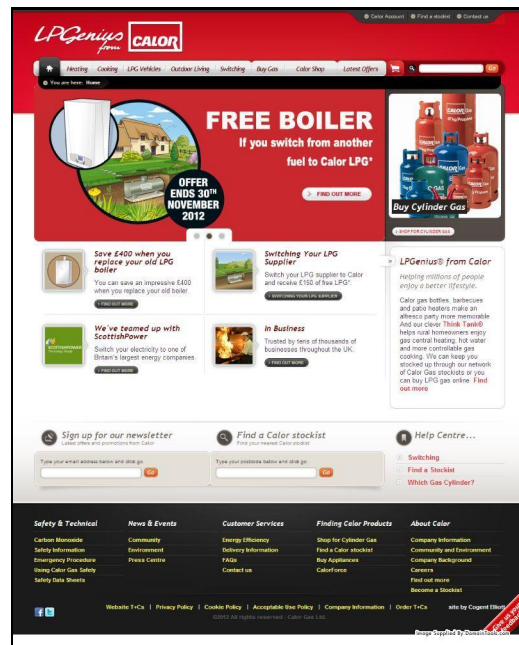 Calor Account
Find a stockist
Contact us
LPGenius
from
CALOR
Heating
Cooking
LPG Vehicles
Outdoor Living
Switching
Buy Gas
Calor Shop
Latest Offers
Go
You are here: Home
FREE BOILER
If you switch from another
fuel to Calor LPG*
OFFER
ENDS 30TH
NOVEMBER
2012
FIND OUT MORE
CALOR
Buy Cylinder Gas
SHOP FOR CYLINDER GAS
Save £400 when you
replace your old LPG
boiler
You can save an impressive £400
when you replace your old boiler.
FIND OUT MORE
Switching Your LPG
Supplier
Switch your LPG supplier to Calor
and receive £150 of free LPG*.
SWITCHING YOUR LPG SUPPLIER
We've teamed up with
ScottishPower
Switch your electricity to one of
Britain's largest energy companies.
FIND OUT MORE
SCOTTISHPOWER
In Business
Trusted by tens of thousands of
businesses throughout the UK.
FIND OUT MORE
LPGenius® from Calor
Helping millions of people
enjoy a better lifestyle.
Calor gas bottles, barbecues
and patio heaters make an
alfresco party more memorable.
And our clever Think Tank®
helps rural homeowners enjoy
gas central heating, hot water
and more controllable gas
cooking. We can keep you
stocked up through our network
of Calor Gas stockists or you
can buy LPG gas online. Find
out more
Sign up for our newsletter
Latest offers and promotions from Calor
Type your email address below and click go:
Go
Find a Calor stockist
Find your nearest Calor stockist
Type your postcode below and click go:
Go
Help Centre...
Switching
Find a Stockist
Which Gas Cylinder?
Safety & Technical
Carbon Monoxide
Safety Information
Emergency Procedure
Using Calor Gas Safely
Safety Data Sheets
News & Events
Community
Environment
Press Centre
Customer Services
Energy Efficiency
Delivery Information
FAQs
Contact us
Finding Calor Products
Shop for Cylinder Gas
Find a Calor stockist
Buy Appliances
CalorForce
About Calor
Company Information
Community and Environment
Company Background
Careers
Find out more
Become a Stockist
Website T+Cs | Privacy Policy | Cookie Policy | Acceptable Use Policy | Company Information | Order T+Cs
site by Cogent Elliott
©2012 All rights reserved - Calor Gas Ltd.
Give us your
feedback
Image Supplied By DomainTools.com